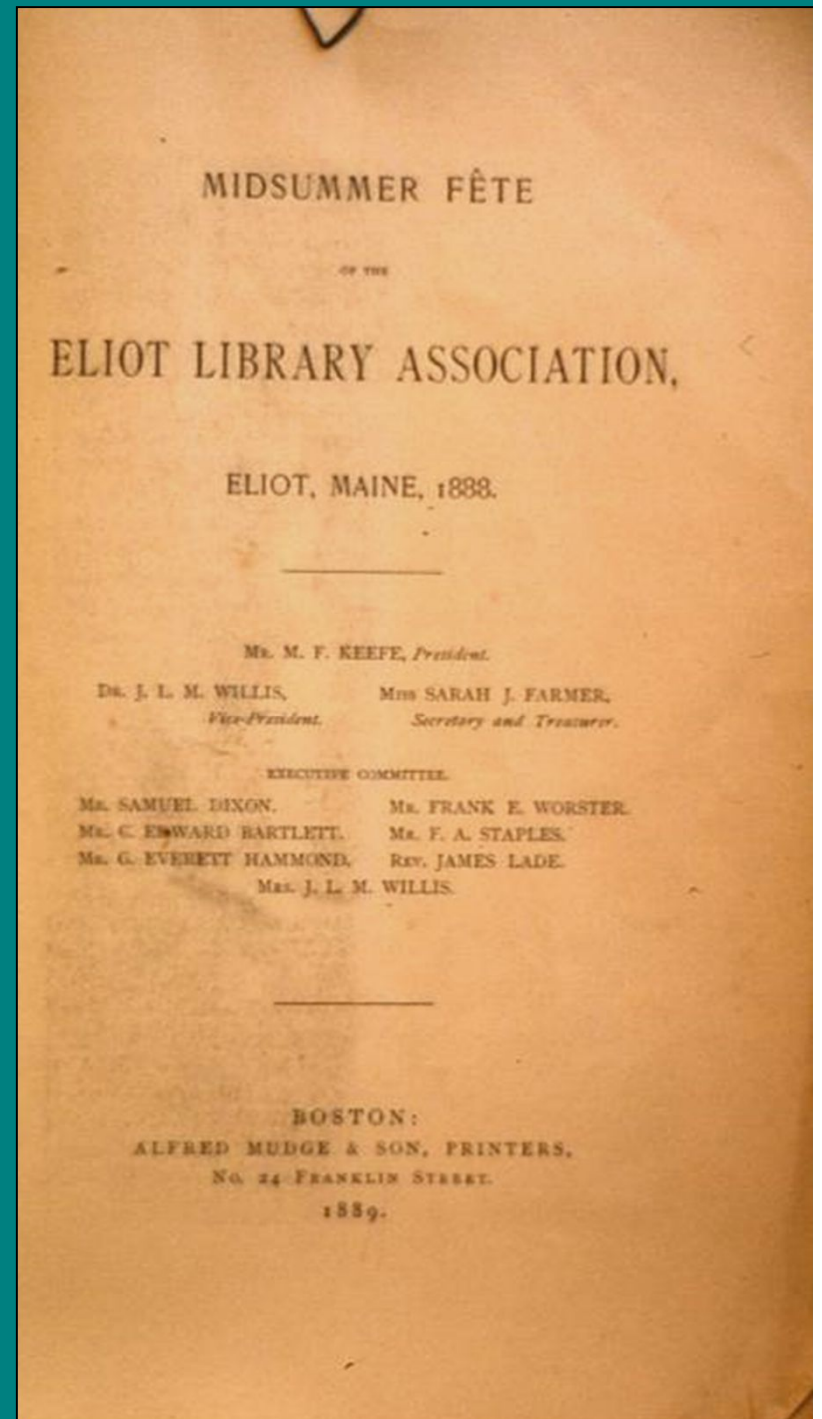 MIDSUMMER FÊTE
OF THE
ELIOT LIBRARY ASSOCIATION,
ELIOT, MAINE, 1888.
MR. M. F. KEEFE, President.
DR. J. L. M. WILLIS, MISS SARAH J. FARMER,
Vice-President. Secretary and Treasurer.
EXECUTIVE COMMITTEE.
MR. SAMUEL DIXON. MR. FRANK E. WORSTER.
MR. C. EDWARD BARTLETT. MR. F. A. STAPLES.
MR. G. EVERETT HAMMOND. REV. JAMES LADE.
MRS. J. L. M. WILLIS.
BOSTON:
ALFRED MUDGE & SON, PRINTERS,
NO. 24 FRANKLIN STREET.
1889.